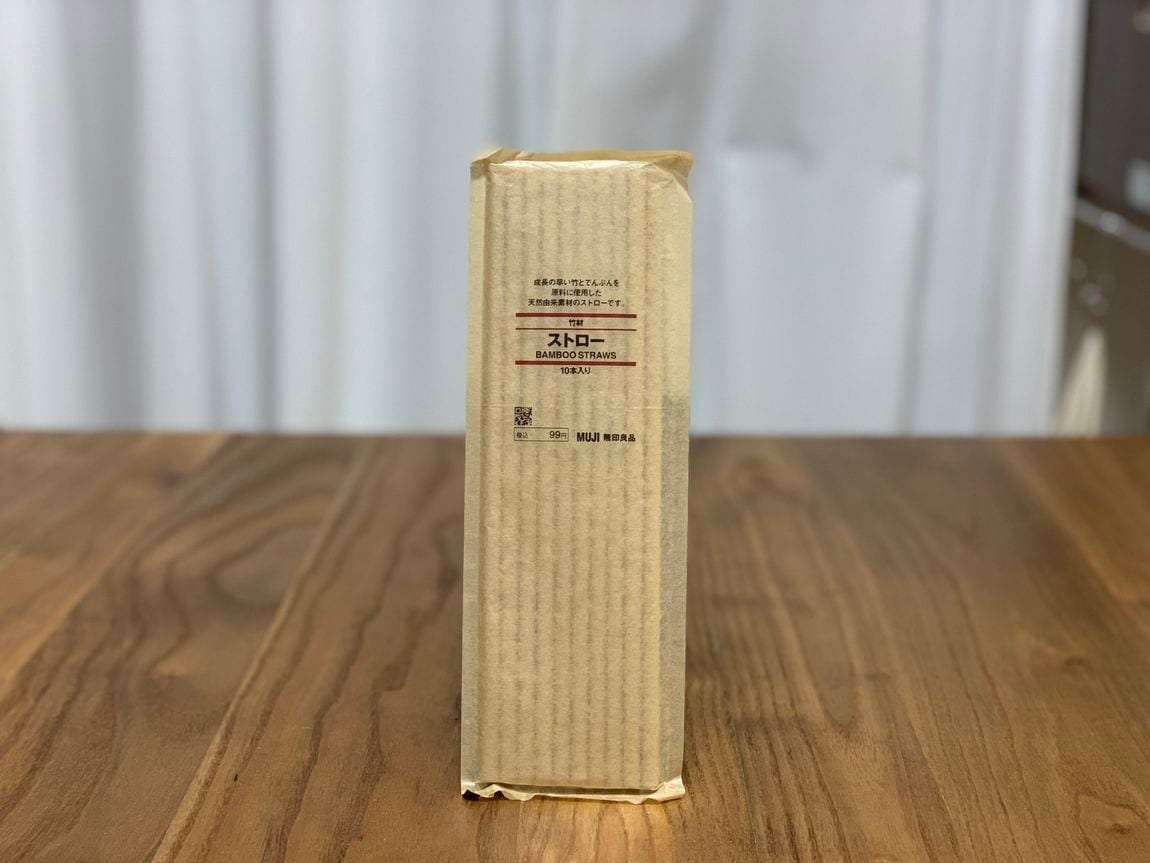 成長の早い竹とでんぷんを
原料に使用した
天然由来素材のストローです。
竹材
ストロー
BAMBOO STRAWS
10本入り
税込 99円
MUJI 無印良品